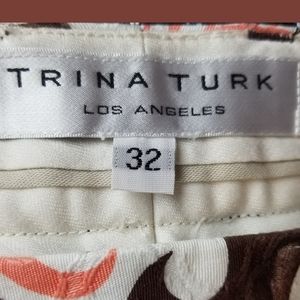 TRINA TURK
LOS ANGELES
32